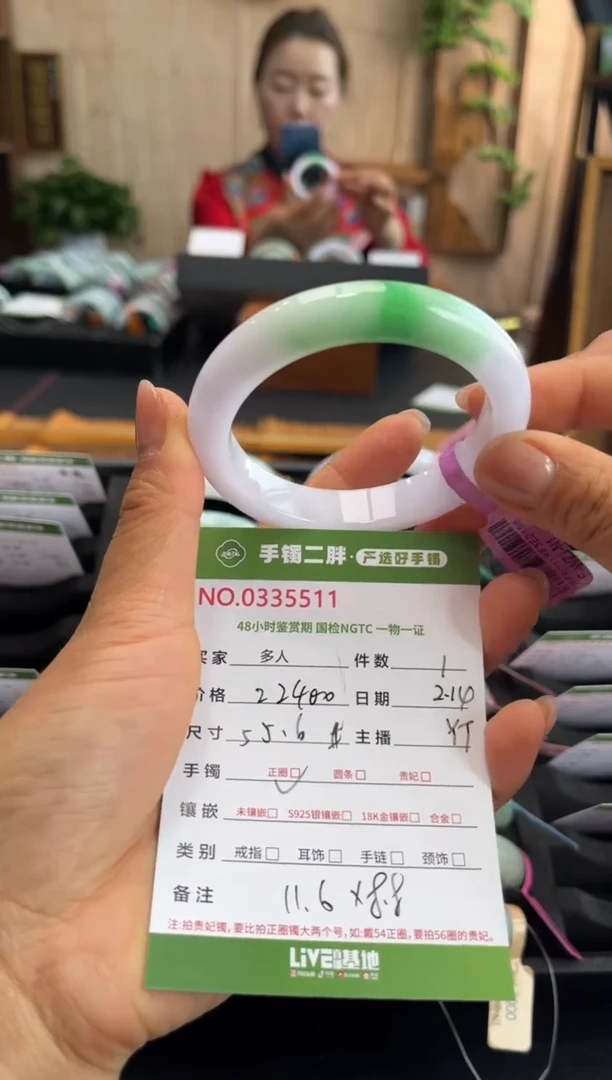 手镯二胖·严选好手镯
NO.0335511
48小时鉴赏期 国检NGTC 一物一证
买家 多人 件数 1
价格 22400 日期 2.14
尺寸 55.6 主播 YT
手镯 正圈□ 圆条□ 贵妃□
镶嵌 未镶嵌□ S925银镶嵌□ 18K金镶嵌□ 合金□
类别 戒指□ 耳饰□ 手链□ 颈饰□
备注 11.6 x8.8
注:拍贵妃镯,要比拍正圈镯大两个号,如:戴54正圈,要拍56圈的贵妃。
LiVE 基地